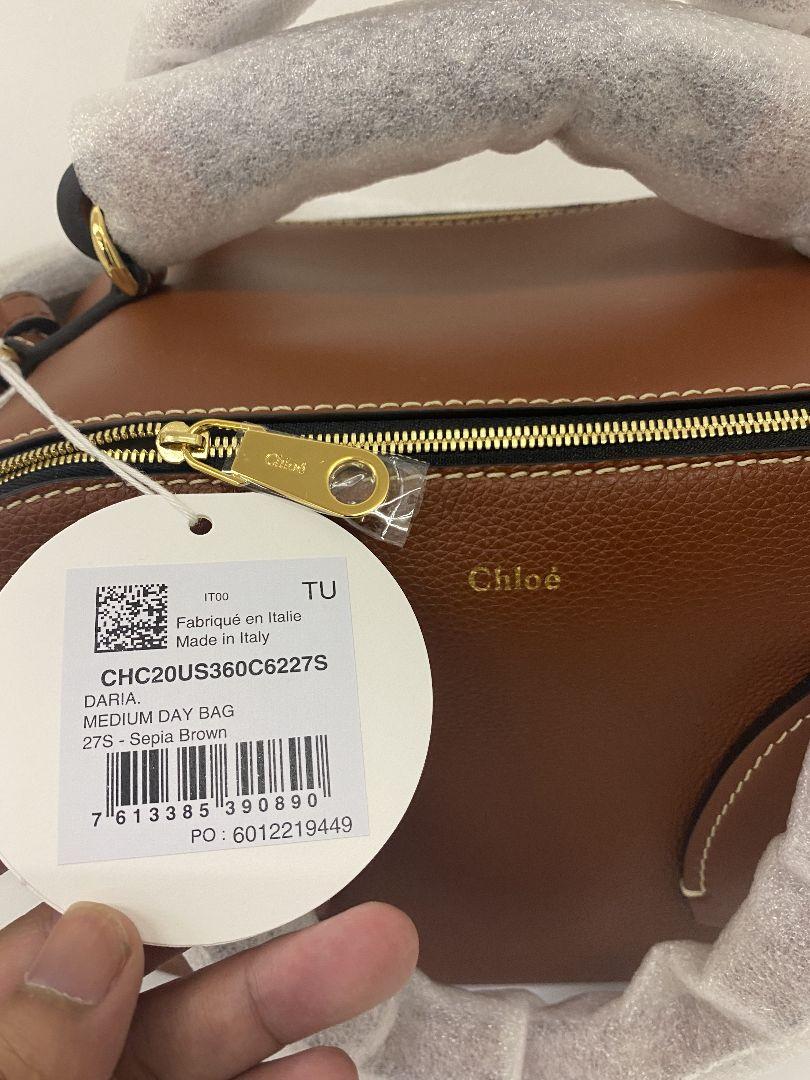 Chloé
Chloé
IT00
TU
Fabriqué en Italie
Made in Italy
CHC20US360C6227S
DARIA.
MEDIUM DAY BAG
27S - Sepia Brown
7 613385 390890
PO : 6012219449